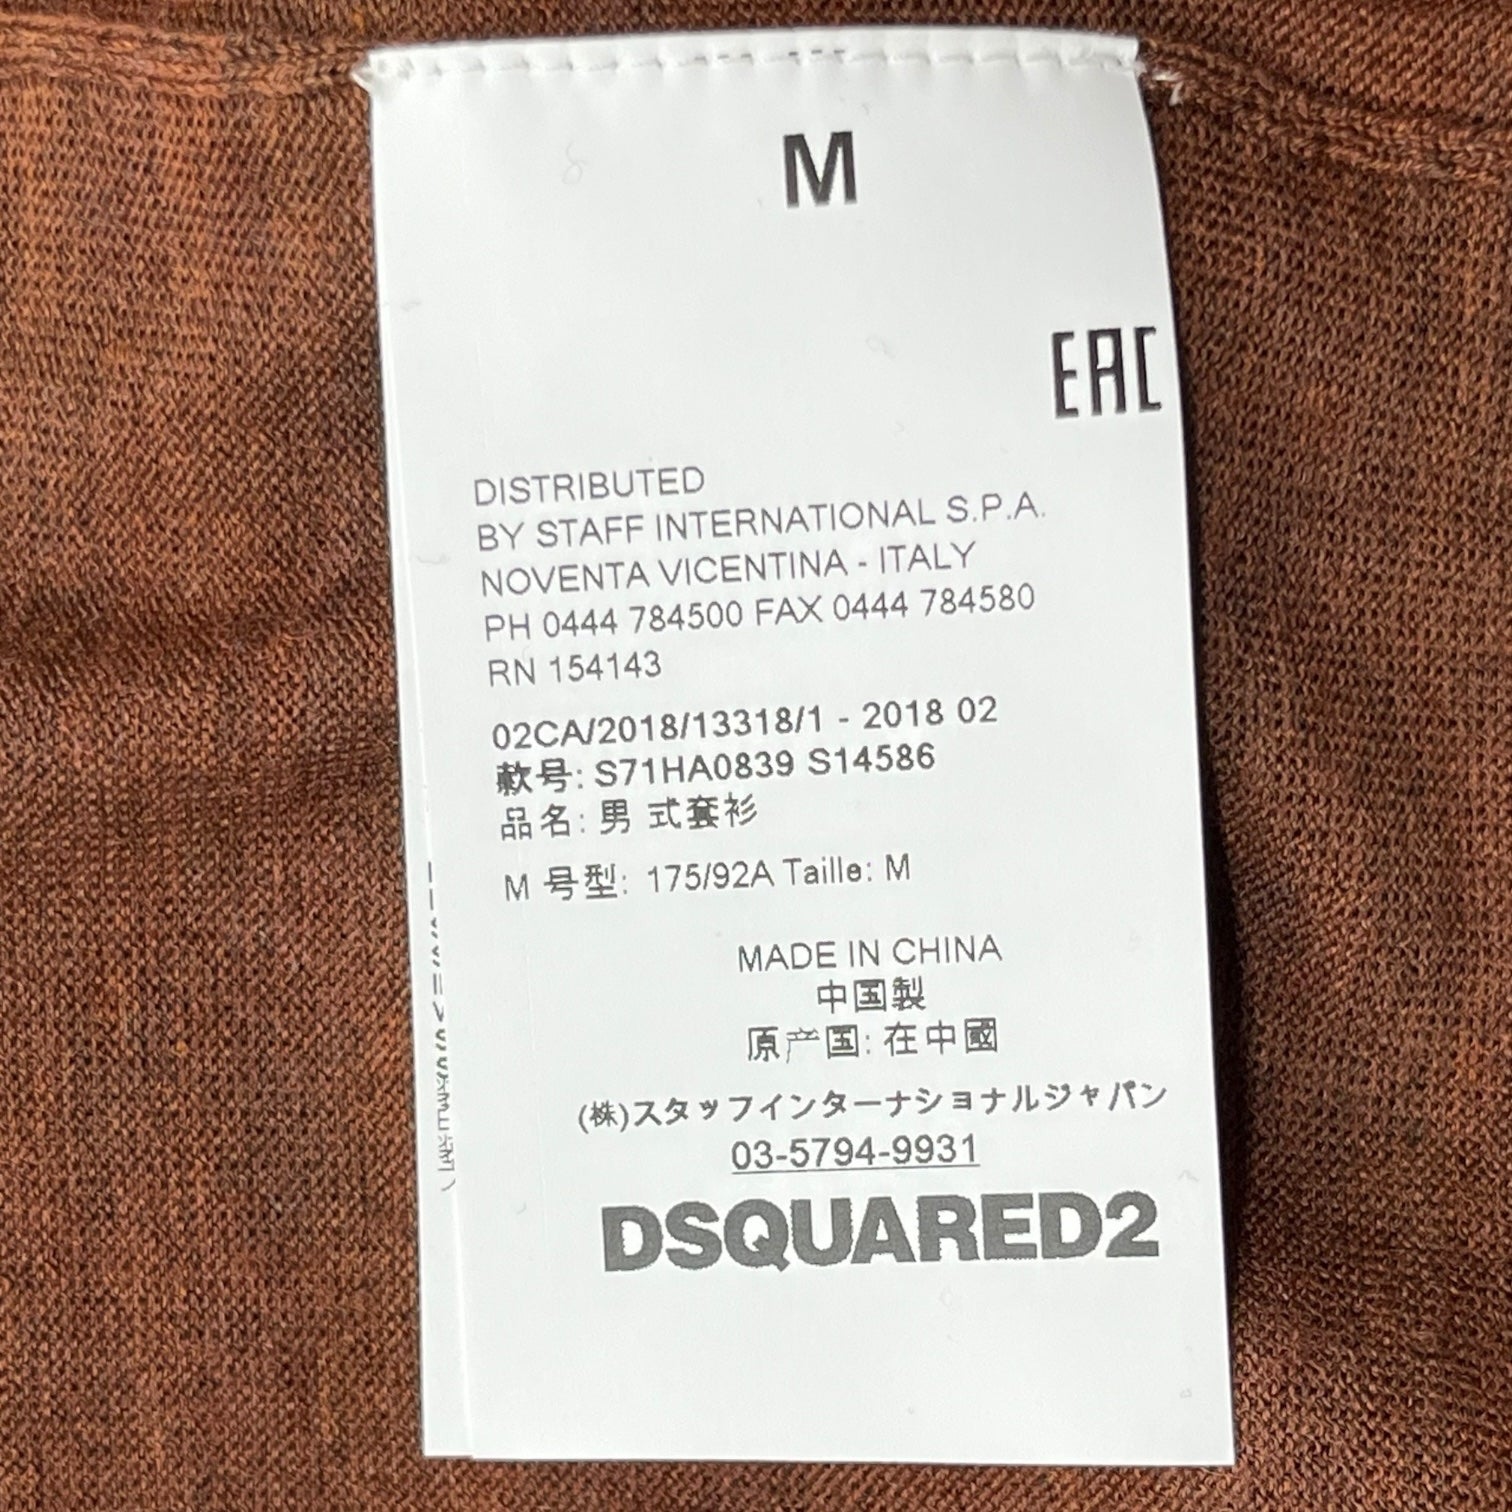 M
EAC
DISTRIBUTED
BY STAFF INTERNATIONAL S.P.A.
NOVENTA VICENTINA - ITALY
PH 0444 784500 FAX 0444 784580
RN 154143
02CA/2018/13318/1 - 2018 02
款号: S71HA0839 S14586
品名: 男 式套衫
M 号型: 175/92A Taille: M
MADE IN CHINA
中国製
原产国: 在中國
(株)スタッフインターナショナルジャパン
03-5794-9931
DSQUARED2